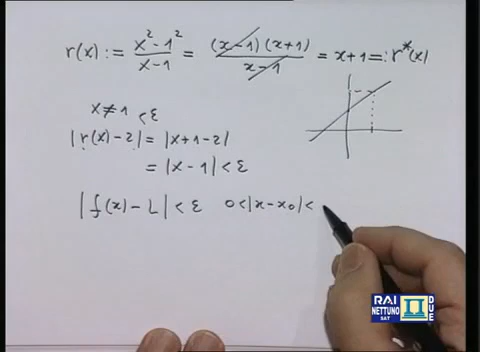 r(x) := x² - 1² / x - 1 = (x-1)(x+1) / x-1 = x+1 =: r*(x)
x ≠ 1 < ε
|r(x) - 2| = |x+1-2|
= |x-1| < ε
|f(x) - L| < ε 0 < |x - x₀| <
RAI
NETTUNO
SAT
DUE